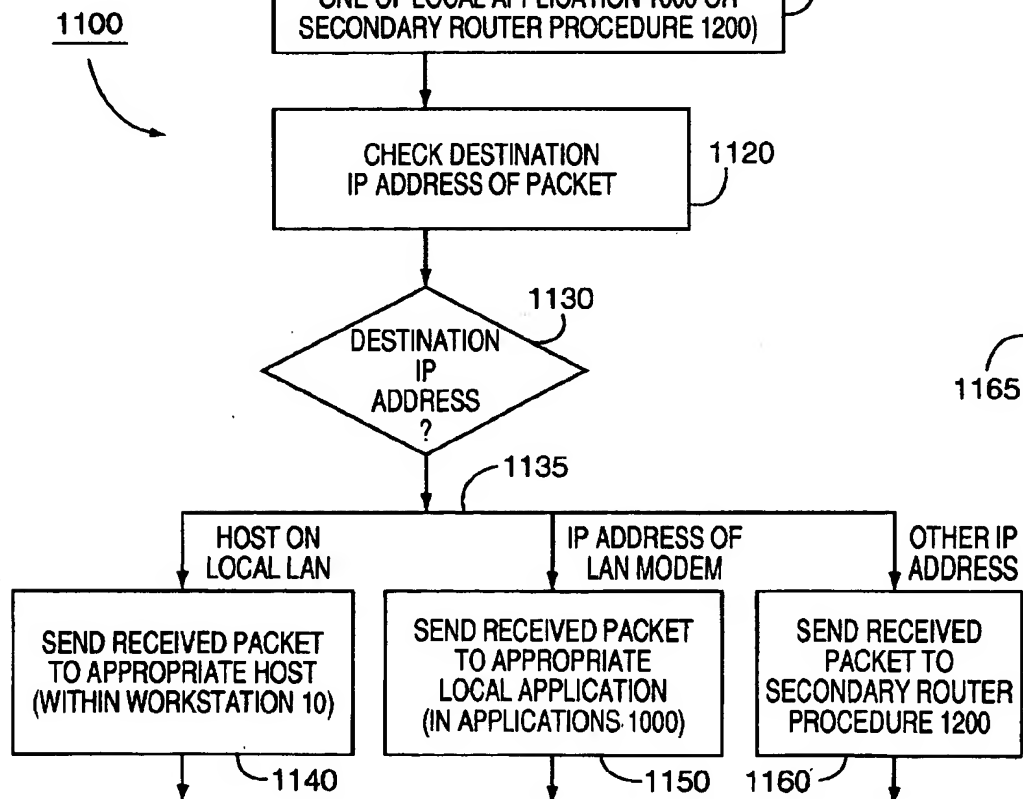 1100
ONE OF LOCAL APPLICATION 1000 OR
SECONDARY ROUTER PROCEDURE 1200)
CHECK DESTINATION
IP ADDRESS OF PACKET
1120
1130
DESTINATION
IP
ADDRESS
?
1165
1135
HOST ON
LOCAL LAN
IP ADDRESS OF
LAN MODEM
OTHER IP
ADDRESS
SEND RECEIVED PACKET
TO APPROPRIATE HOST
(WITHIN WORKSTATION 10)
SEND RECEIVED PACKET
TO APPROPRIATE
LOCAL APPLICATION
(IN APPLICATIONS 1000)
SEND RECEIVED
PACKET TO
SECONDARY ROUTER
PROCEDURE 1200
1140
1150
1160